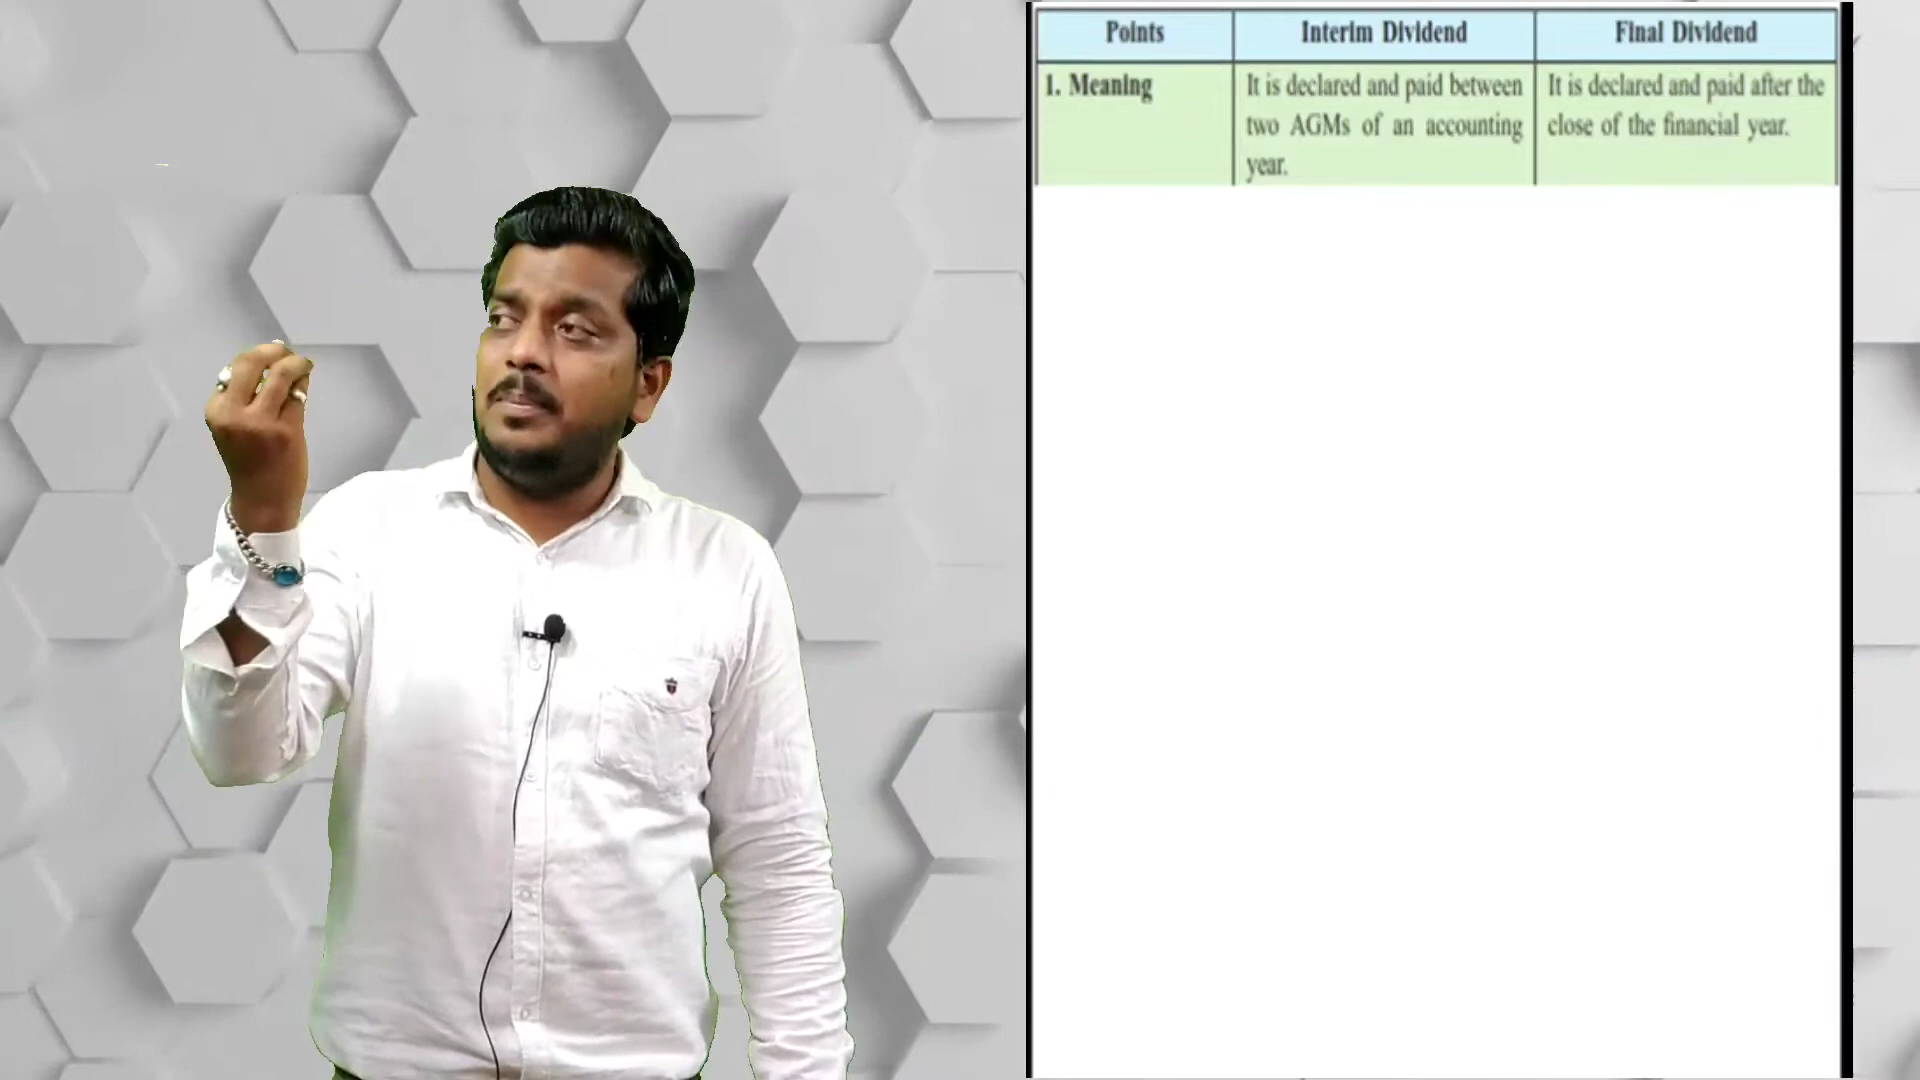 Points Interim Dividend Final Dividend
1. Meaning It is declared and paid between It is declared and paid after the
two AGMs of an accounting close of the financial year.
year.